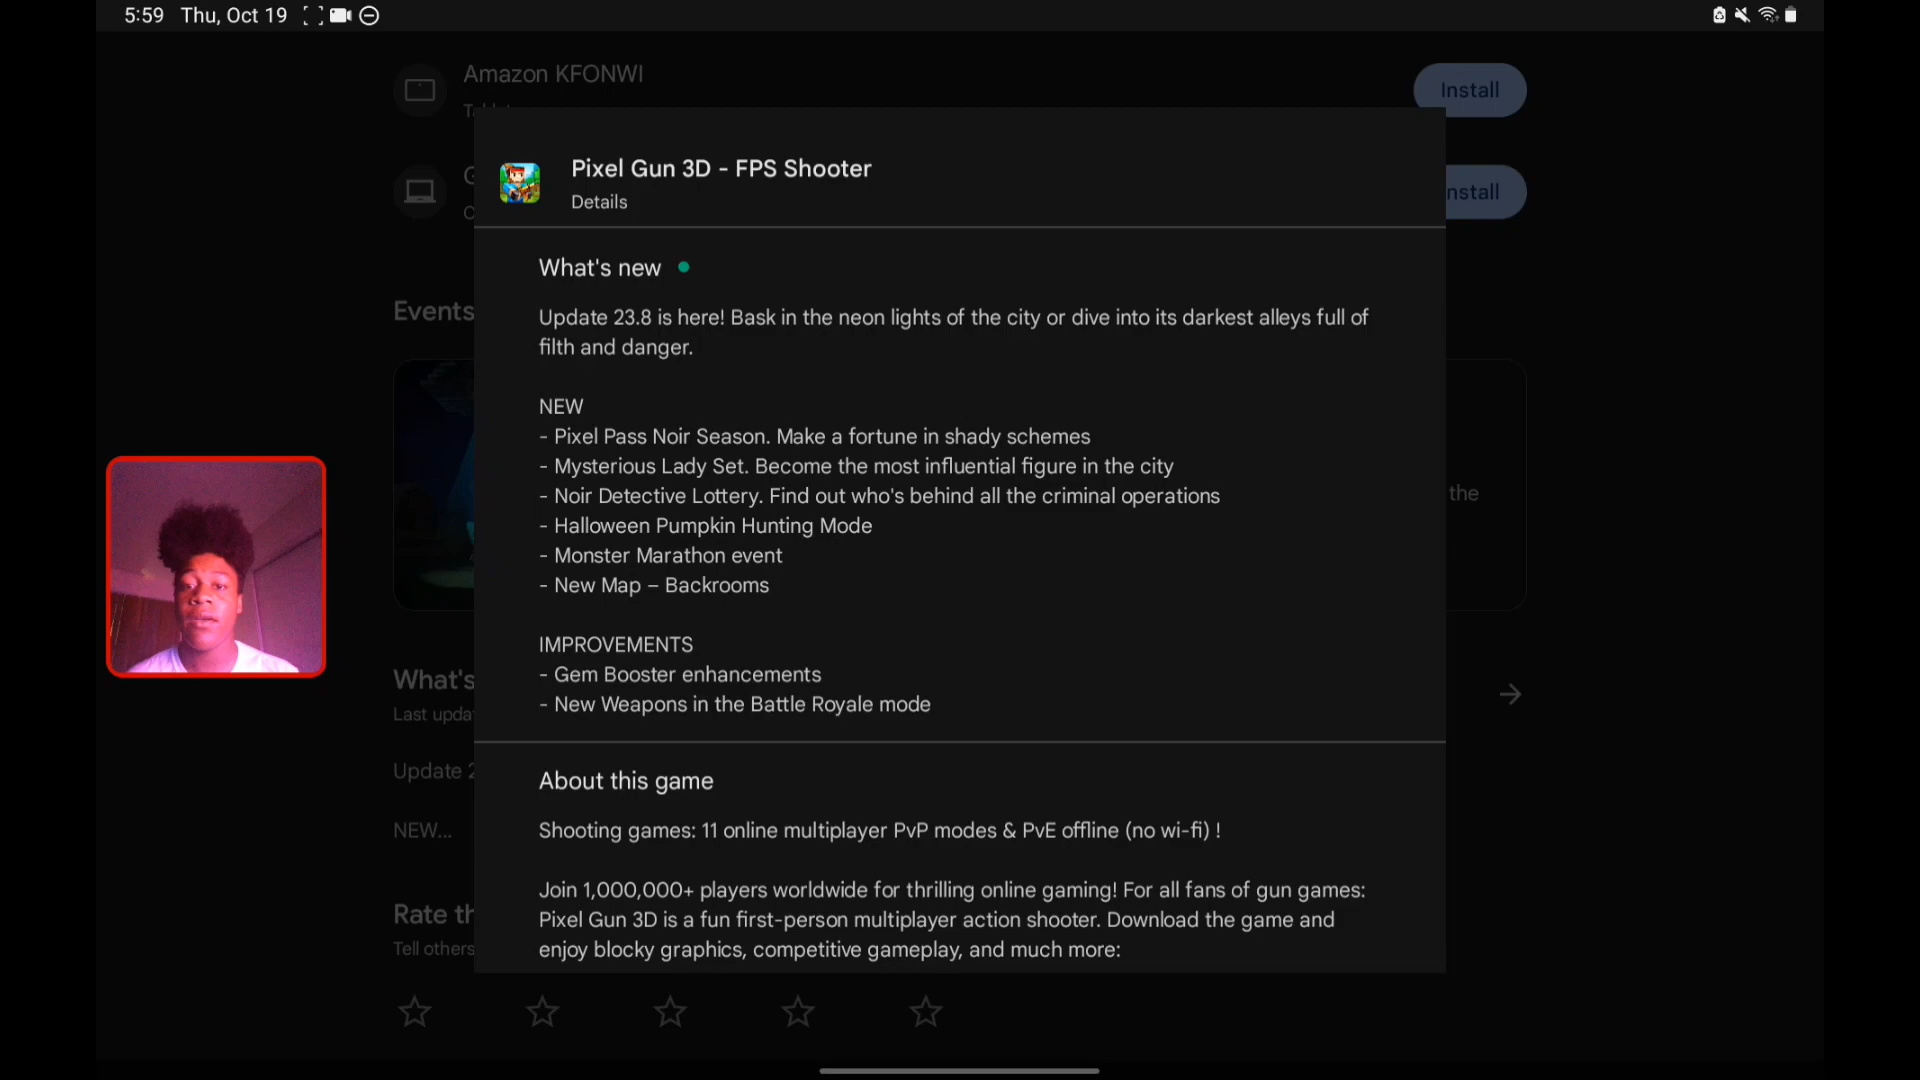 5:59 Thu, Oct 19
Amazon KFONWI
Install
Pixel Gun 3D - FPS Shooter
Details
nstall
What's new
Events
Update 23.8 is here! Bask in the neon lights of the city or dive into its darkest alleys full of
filth and danger.
NEW
- Pixel Pass Noir Season. Make a fortune in shady schemes
- Mysterious Lady Set. Become the most influential figure in the city
- Noir Detective Lottery. Find out who's behind all the criminal operations
the
- Halloween Pumpkin Hunting Mode
- Monster Marathon event
- New Map – Backrooms
IMPROVEMENTS
- Gem Booster enhancements
- New Weapons in the Battle Royale mode
What's
Last upda
Update 2
NEW...
About this game
Shooting games: 11 online multiplayer PvP modes & PvE offline (no wi-fi) !
Join 1,000,000+ players worldwide for thrilling online gaming! For all fans of gun games:
Pixel Gun 3D is a fun first-person multiplayer action shooter. Download the game and
enjoy blocky graphics, competitive gameplay, and much more:
Rate th
Tell others